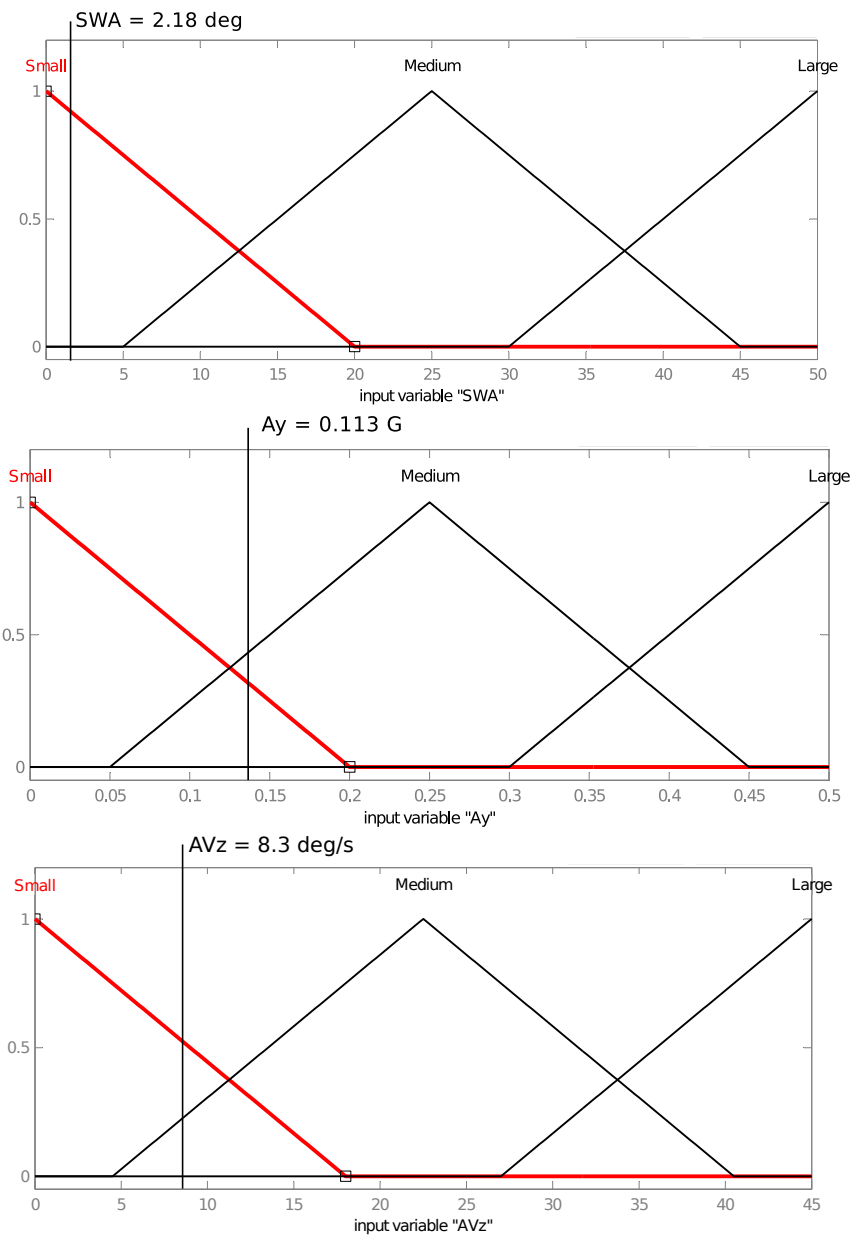 SWA = 2.18 deg
Small Medium Large
1
0.5
0
0 5 10 15 20 25 30 35 40 45 50
input variable "SWA"
Ay = 0.113 G
Small Medium Large
1
0.5
0
0 0.05 0.1 0.15 0.2 0.25 0.3 0.35 0.4 0.45 0.5
input variable "Ay"
AVz = 8.3 deg/s
Small Medium Large
1
0.5
0
0 5 10 15 20 25 30 35 40 45
input variable "AVz"